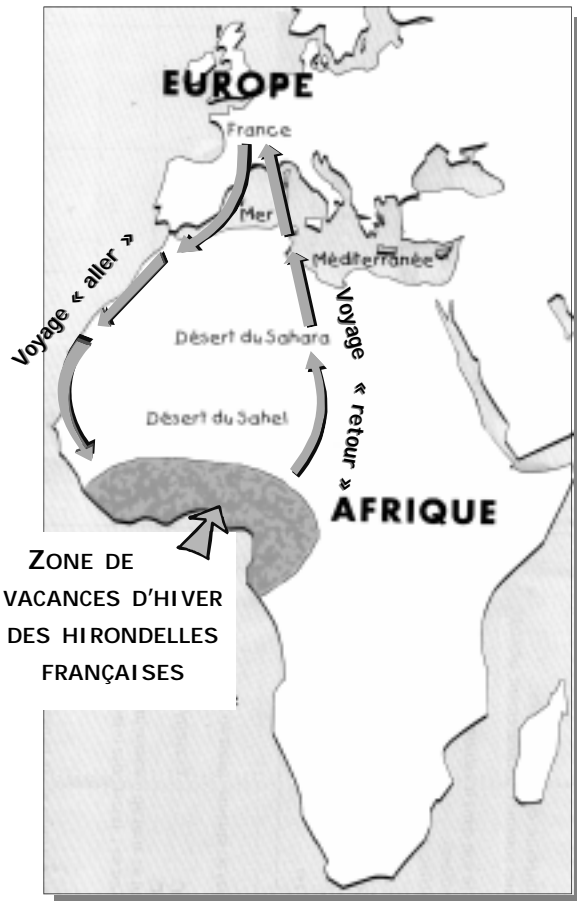 EUROPE
France
Mer
Méditerranée
Voyage « aller »
Désert du Sahara
Voyage « retour »
Désert du Sahel
AFRIQUE
ZONE DE
VACANCES D'HIVER
DES HIRONDELLES
FRANÇAISES